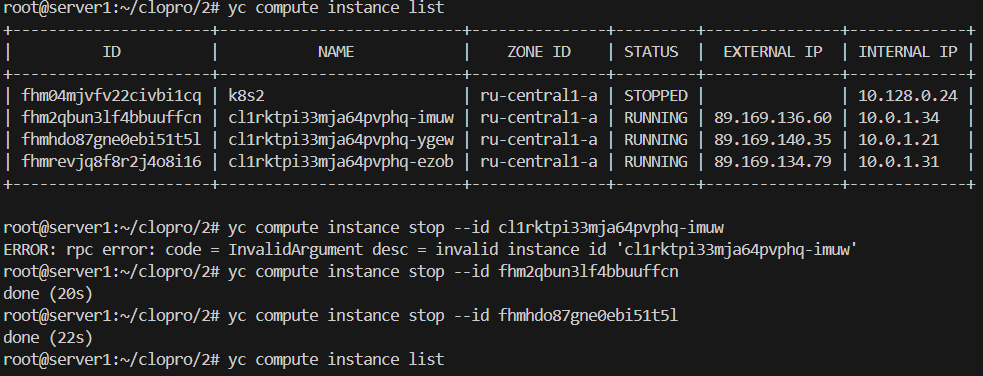 root@server1:~/clopro/2# yc compute instance list
+----------------------+---------------------------+---------------+---------+----------------+-------------+
|          ID          |           NAME            |    ZONE ID    | STATUS  |  EXTERNAL IP   | INTERNAL IP |
+----------------------+---------------------------+---------------+---------+----------------+-------------+
| fhm04mjvfv22civbi1cq | k8s2                      | ru-central1-a | STOPPED |                | 10.128.0.24 |
| fhm2qbun3lf4bbuuffcn | cl1rktpi33mja64pvphq-imuw | ru-central1-a | RUNNING | 89.169.136.60  | 10.0.1.34   |
| fhmhdo87gne0ebi51t5l | cl1rktpi33mja64pvphq-ygew | ru-central1-a | RUNNING | 89.169.140.35  | 10.0.1.21   |
| fhmrevjq8f8r2j4o8i16 | cl1rktpi33mja64pvphq-ezob | ru-central1-a | RUNNING | 89.169.134.79  | 10.0.1.31   |
+----------------------+---------------------------+---------------+---------+----------------+-------------+
root@server1:~/clopro/2# yc compute instance stop --id cl1rktpi33mja64pvphq-imuw
ERROR: rpc error: code = InvalidArgument desc = invalid instance id 'cl1rktpi33mja64pvphq-imuw'
root@server1:~/clopro/2# yc compute instance stop --id fhm2qbun3lf4bbuuffcn
done (20s)
root@server1:~/clopro/2# yc compute instance stop --id fhmhdo87gne0ebi51t5l
done (22s)
root@server1:~/clopro/2# yc compute instance list